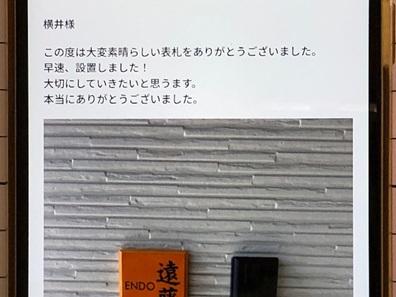 横井様
この度は大変素晴らしい表札をありがとうございました。
早速、設置しました！
大切にしていきたいと思うます。
本当にありがとうございました。
ENDO
遠